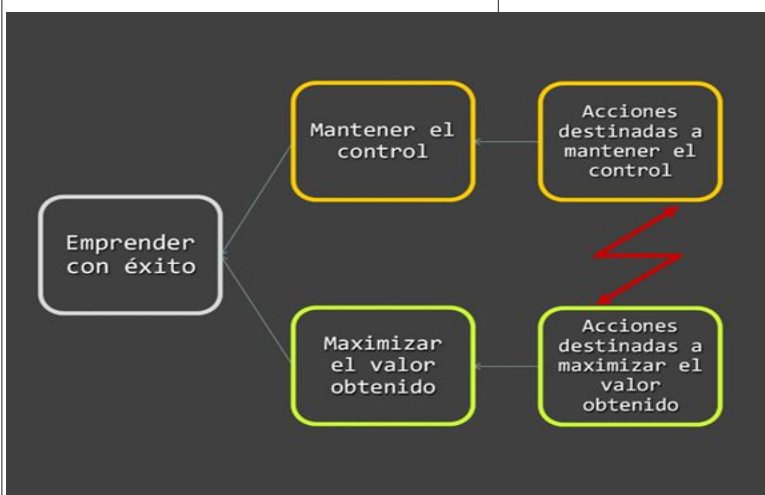 Emprender
con éxito
Mantener el
control
Acciones
destinadas a
mantener el
control
Maximizar
el valor
obtenido
Acciones
destinadas a
maximizar el
valor
obtenido